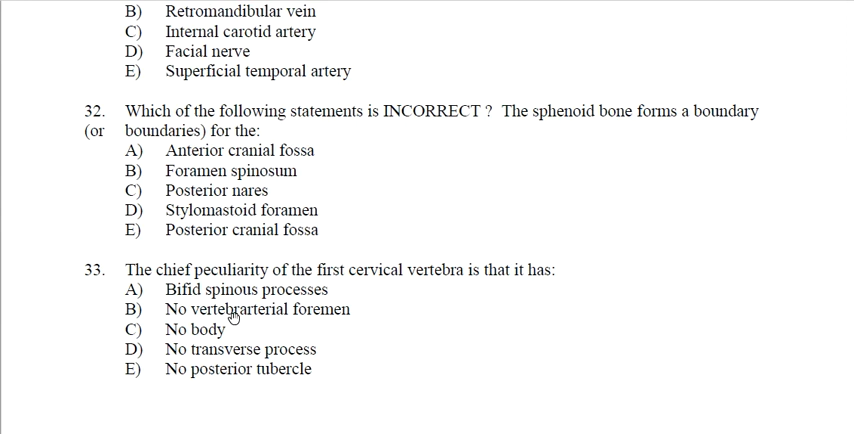 B) Retromandibular vein
C) Internal carotid artery
D) Facial nerve
E) Superficial temporal artery
32. Which of the following statements is INCORRECT ? The sphenoid bone forms a boundary
(or boundaries) for the:
A) Anterior cranial fossa
B) Foramen spinosum
C) Posterior nares
D) Stylomastoid foramen
E) Posterior cranial fossa
33. The chief peculiarity of the first cervical vertebra is that it has:
A) Bifid spinous processes
B) No vertebrarterial foremen
C) No body
D) No transverse process
E) No posterior tubercle